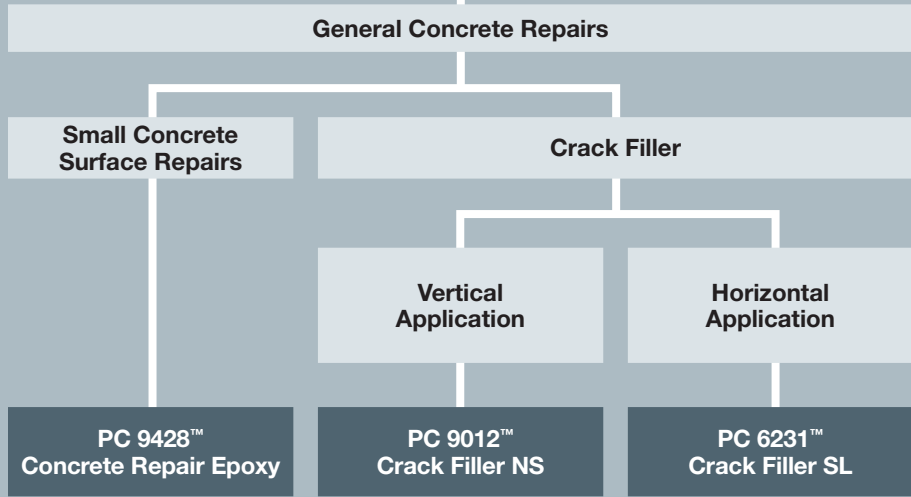 General Concrete Repairs
Small Concrete
Surface Repairs
Crack Filler
Vertical
Application
Horizontal
Application
PC 9428™
Concrete Repair Epoxy
PC 9012™
Crack Filler NS
PC 6231™
Crack Filler SL